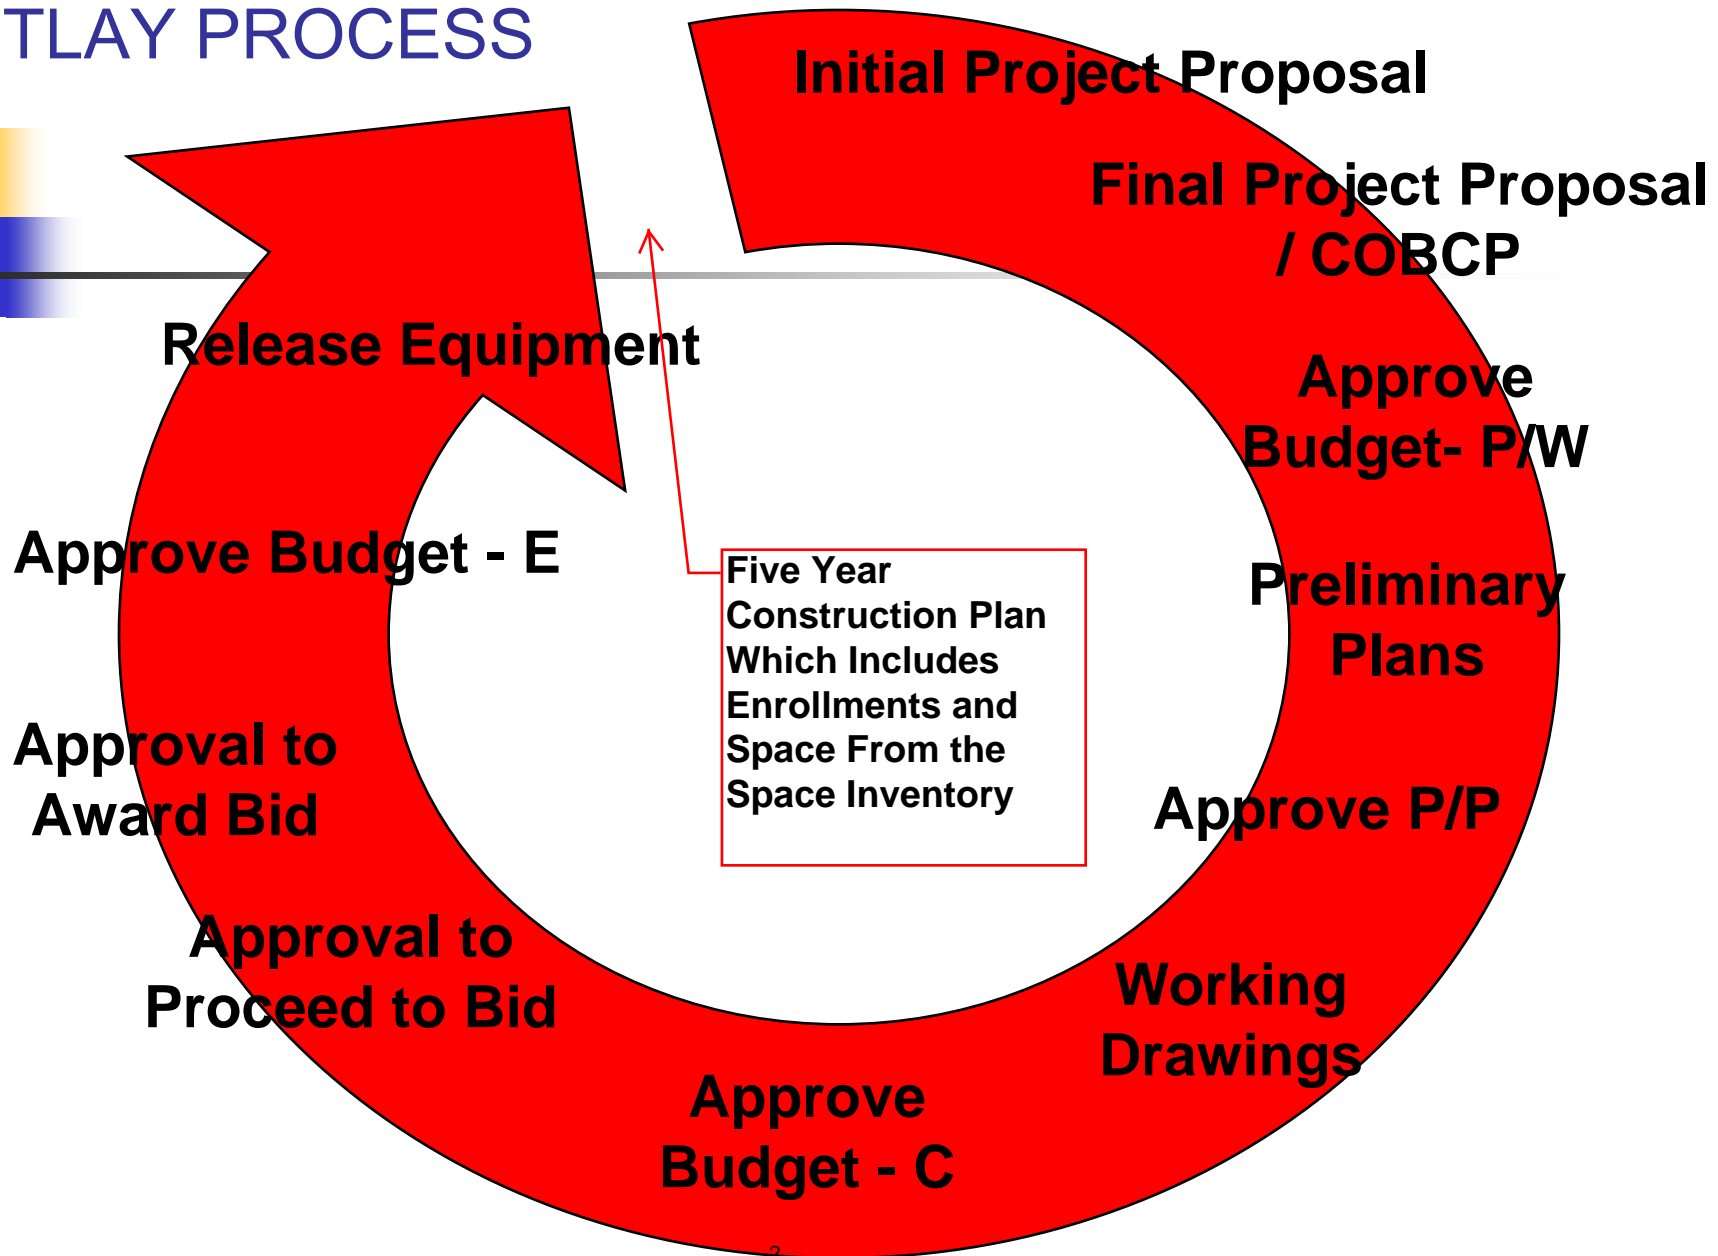 TLAY PROCESS
Initial Project Proposal
Final Project Proposal
/ COBCP
Approve
Budget- P/W
Preliminary
Plans
Approve P/P
Working
Drawings
Approve
Budget - C
Approval to
Proceed to Bid
Approval to
Award Bid
Approve Budget - E
Release Equipment
Five Year
Construction Plan
Which Includes
Enrollments and
Space From the
Space Inventory
2